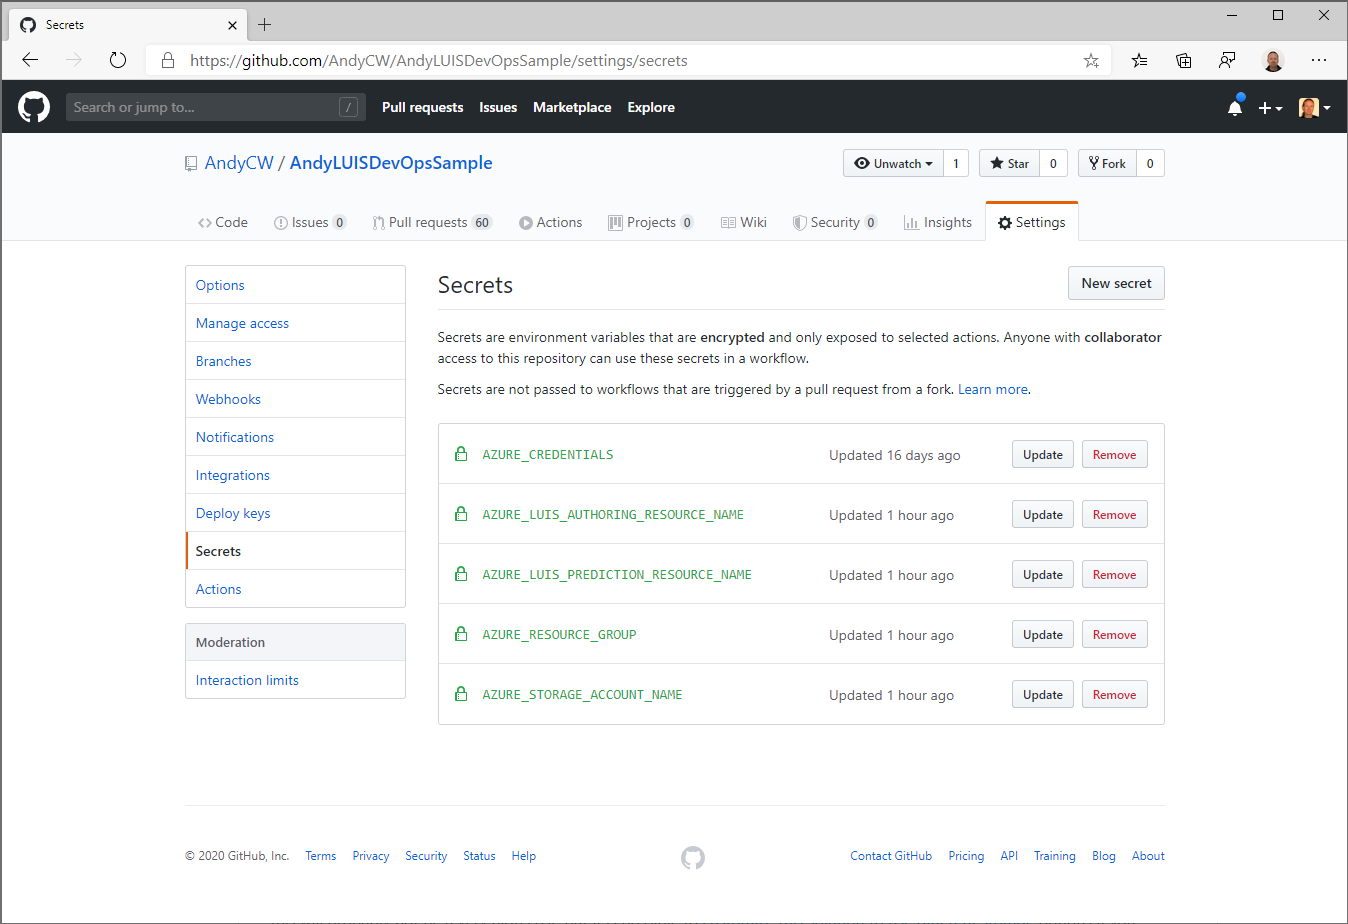 Secrets
https://github.com/AndyCW/AndyLUISDevOpsSample/settings/secrets
Search or jump to... / Pull requests Issues Marketplace Explore
AndyCW / AndyLUISDevOpsSample Unwatch 1 Star 0 Fork 0
Code Issues 0 Pull requests 60 Actions Projects 0 Wiki Security 0 Insights Settings
Options
Manage access
Branches
Webhooks
Notifications
Integrations
Deploy keys
Secrets
Actions
Moderation
Interaction limits
Secrets New secret
Secrets are environment variables that are encrypted and only exposed to selected actions. Anyone with collaborator
access to this repository can use these secrets in a workflow.
Secrets are not passed to workflows that are triggered by a pull request from a fork. Learn more.
AZURE_CREDENTIALS Updated 16 days ago Update Remove
AZURE_LUIS_AUTHORING_RESOURCE_NAME Updated 1 hour ago Update Remove
AZURE_LUIS_PREDICTION_RESOURCE_NAME Updated 1 hour ago Update Remove
AZURE_RESOURCE_GROUP Updated 1 hour ago Update Remove
AZURE_STORAGE_ACCOUNT_NAME Updated 1 hour ago Update Remove
© 2020 GitHub, Inc. Terms Privacy Security Status Help Contact GitHub Pricing API Training Blog About